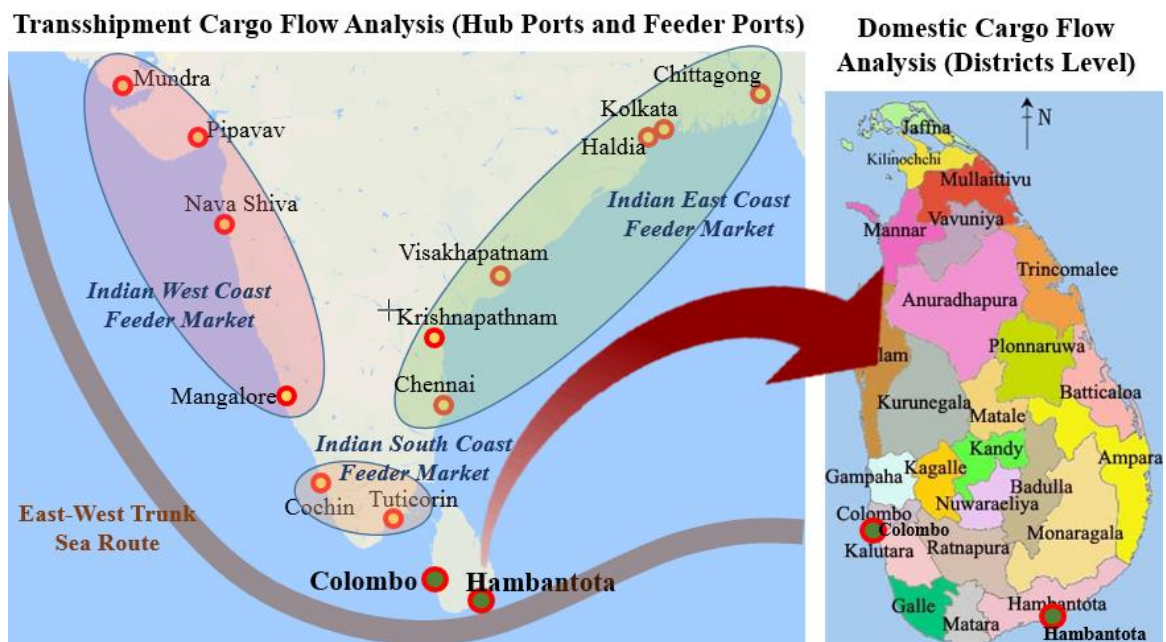 Transshipment Cargo Flow Analysis (Hub Ports and Feeder Ports)
Mundra
Pipavav
Nava Shiva
Indian West Coast
Feeder Market
Mangalore
Chittagong
Kolkata
Haldia
Indian East Coast
Feeder Market
Visakhapatnam
Krishnapathnam
Chennai
Indian South Coast
Feeder Market
Cochin
Tuticorin
East-West Trunk
Sea Route
Colombo
Hambantota
Domestic Cargo Flow
Analysis (Districts Level)
N
Jaffna
Kilinochchi
Mullaittivu
Vavuniya
Mannar
Trincomalee
Anuradhapura
lam
Plonnaruwa
Batticaloa
Kurunegala
Matale
Kandy
Ampara
Gampaha
Kagalle
Badulla
Nuwaraeliya
Colombo
Colombo
Monaragala
Kalutara
Ratnapura
Galle
Matara
Hambantota
Hambantota